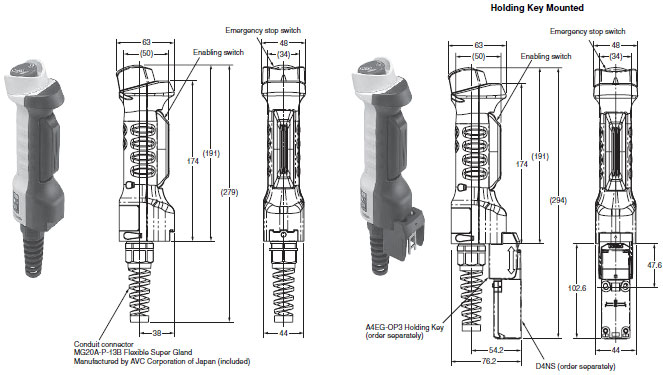 Holding Key Mounted
Emergency stop switch
63
(50)
Enabling switch
48
(34)
174
(191)
(279)
38
44
Conduit connector
MG20A-P-13B Flexible Super Gland
Manufactured by AVC Corporation of Japan (included)
Emergency stop switch
63
(50)
Enabling switch
48
(34)
174
(191)
(294)
102.6
47.6
A4EG-OP3 Holding Key
(order separately)
54.2
76.2
44
D4NS (order separately)